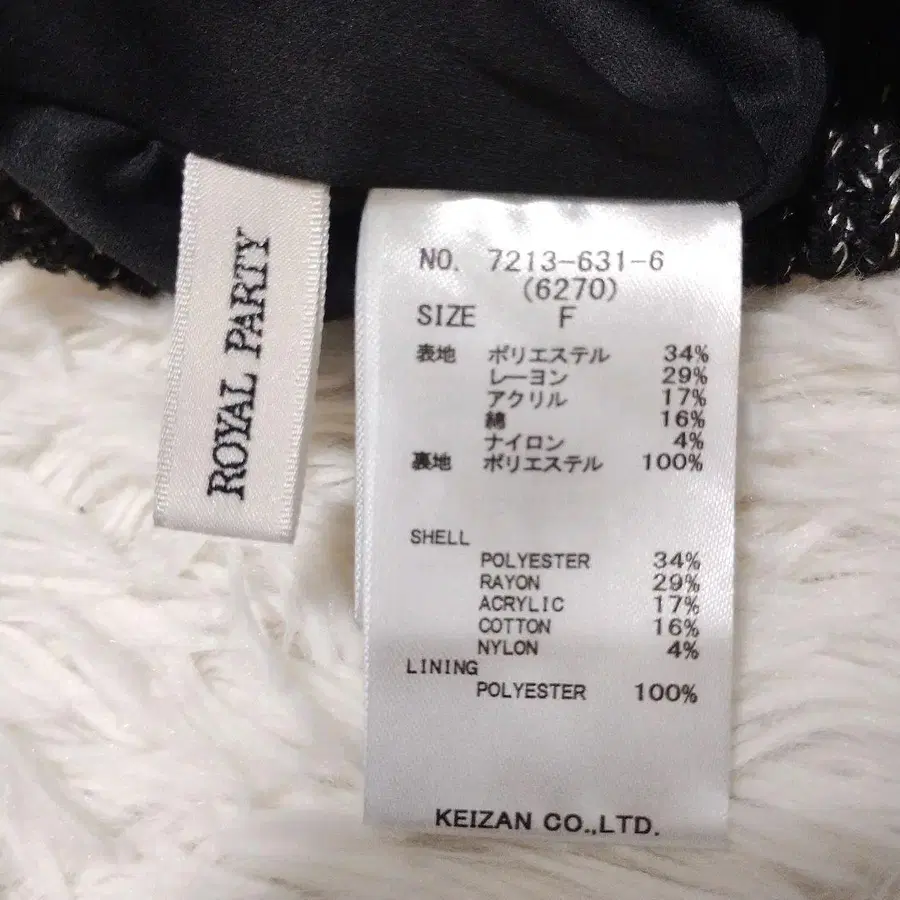 ROYAL PARTY
NO. 7213-631-6
(6270)
SIZE F
表地 ポリエステル 34%
レーヨン 29%
アクリル 17%
綿 16%
ナイロン 4%
裏地 ポリエステル 100%
SHELL
POLYESTER 34%
RAYON 29%
ACRYLIC 17%
COTTON 16%
NYLON 4%
LINING
POLYESTER 100%
KEIZAN CO.,LTD.